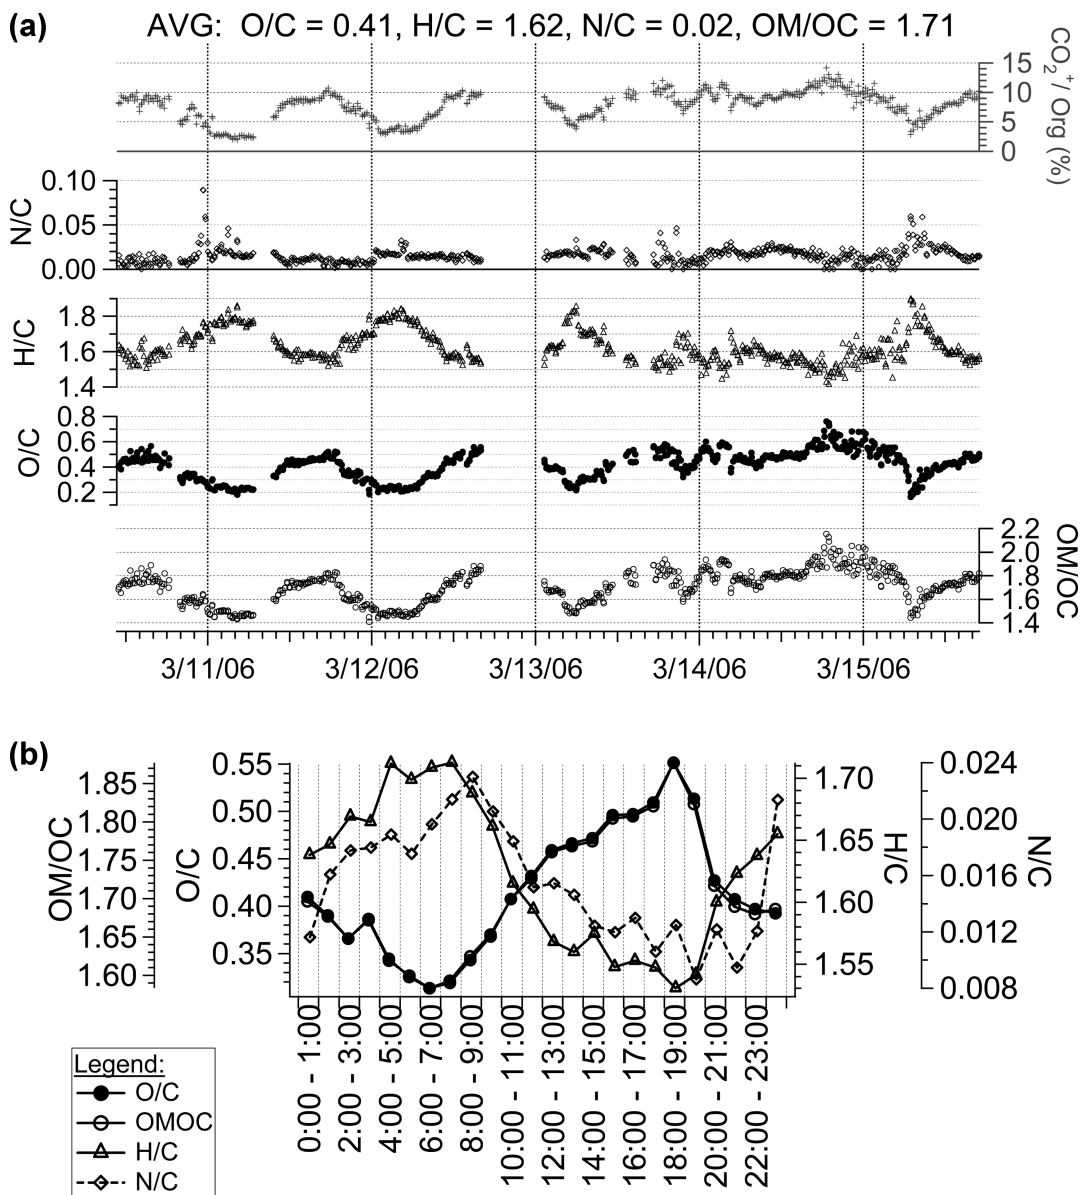 (a) AVG: O/C = 0.41, H/C = 1.62, N/C = 0.02, OM/OC = 1.71
15
10
5
0
CO2+/ Org (%)
0.10
0.05
0.00
N/C
1.8
1.6
1.4
H/C
0.8
0.6
0.4
0.2
O/C
2.2
2.0
1.8
1.6
1.4
OM/OC
3/11/06 3/12/06 3/13/06 3/14/06 3/15/06
(b)
OM/OC
1.85
1.80
1.75
1.70
1.65
1.60
O/C
0.55
0.50
0.45
0.40
0.35
1.70
1.65
1.60
1.55
H/C
0.024
0.020
0.016
0.012
0.008
N/C
0:00 - 1:00
2:00 - 3:00
4:00 - 5:00
6:00 - 7:00
8:00 - 9:00
10:00 - 11:00
12:00 - 13:00
14:00 - 15:00
16:00 - 17:00
18:00 - 19:00
20:00 - 21:00
22:00 - 23:00
Legend:
O/C
OMOC
H/C
N/C